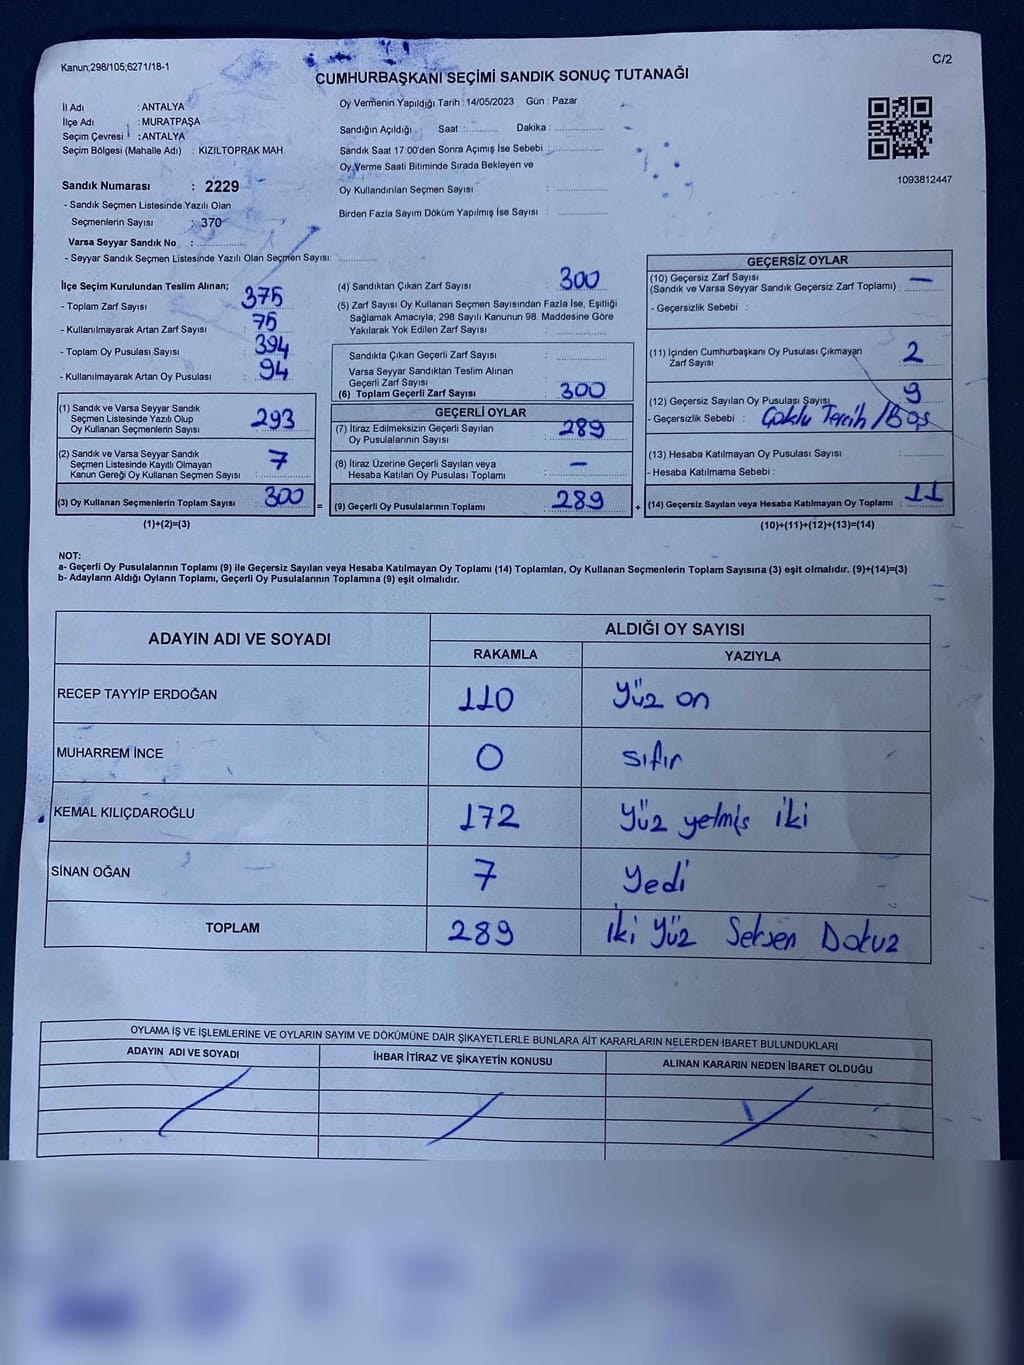 Kanun;298/105;6271/18-1
C/2
CUMHURBAŞKANI SEÇİMİ SANDIK SONUÇ TUTANAĞI
İl Adı : ANTALYA
İlçe Adı : MURATPAŞA
Seçim Çevresi : ANTALYA
Seçim Bölgesi (Mahalle Adı) : KIZILTOPRAK MAH.
Sandık Numarası : 2229
- Sandık Seçmen Listesinde Yazılı Olan
Seçmenlerin Sayısı : 370
Varsa Seyyar Sandık No : ............
- Seyyar Sandık Seçmen Listesinde Yazılı Olan Seçmen Sayısı: ............
Oy Vermenin Yapıldığı Tarih : 14/05/2023 Gün : Pazar
Sandığın Açıldığı Saat :......... Dakika : ...............
Sandık Saat 17:00'den Sonra Açımış İse Sebebi : ...............
Oy Verme Saati Bitiminde Sırada Bekleyen ve
Oy Kullandırılan Seçmen Sayısı : ...............
Birden Fazla Sayım Döküm Yapılmış İse Sayısı : ...............
1093812447
İlçe Seçim Kurulundan Teslim Alınan;
- Toplam Zarf Sayısı : 375
- Kullanılmayarak Artan Zarf Sayısı : 75
- Toplam Oy Pusulası Sayısı : 394
- Kullanılmayarak Artan Oy Pusulası : 94
(1) Sandık ve Varsa Seyyar Sandık
Seçmen Listesinde Yazılı Olup
Oy Kullanan Seçmenlerin Sayısı : 293
(2) Sandık ve Varsa Seyyar Sandık
Seçmen Listesinde Kayıtlı Olmayan
Kanun Gereği Oy Kullanan Seçmen Sayısı : 7
(3) Oy Kullanan Seçmenlerin Toplam Sayısı : 300
(1)+(2)=(3)
(4) Sandıktan Çıkan Zarf Sayısı : 300
(5) Zarf Sayısı Oy Kullanan Seçmen Sayısından Fazla İse, Eşitliği
Sağlamak Amacıyla, 298 Sayılı Kanunun 98. Maddesine Göre
Yakılarak Yok Edilen Zarf Sayısı : ...............
Sandıkta Çıkan Geçerli Zarf Sayısı : ...............
Varsa Seyyar Sandıktan Teslim Alınan
Geçerli Zarf Sayısı : ...............
(6) Toplam Geçerli Zarf Sayısı : 300
GEÇERLİ OYLAR
(7) İtiraz Edilmeksizin Geçerli Sayılan
Oy Pusulalarının Sayısı : 289
(8) İtiraz Üzerine Geçerli Sayılan veya
Hesaba Katılan Oy Pusulası Toplamı : —
= (9) Geçerli Oy Pusulalarının Toplamı : 289
GEÇERSİZ OYLAR
(10) Geçersiz Zarf Sayısı
(Sandık ve Varsa Seyyar Sandık Geçersiz Zarf Toplamı) : —
- Geçersizlik Sebebi :
(11) İçinden Cumhurbaşkanı Oy Pusulası Çıkmayan
Zarf Sayısı : 2
(12) Geçersiz Sayılan Oy Pusulası Sayısı : 9
- Geçersizlik Sebebi : Çoklu Tercih / Boş
(13) Hesaba Katılmayan Oy Pusulası Sayısı : ............
- Hesaba Katılmama Sebebi :
+ (14) Geçersiz Sayılan veya Hesaba Katılmayan Oy Toplamı : 11
(10)+(11)+(12)+(13)=(14)
NOT:
a- Geçerli Oy Pusulalarının Toplamı (9) ile Geçersiz Sayılan veya Hesaba Katılmayan Oy Toplamı (14) Toplamları, Oy Kullanan Seçmenlerin Toplam Sayısına (3) eşit olmalıdır. (9)+(14)=(3)
b- Adayların Aldığı Oyların Toplamı, Geçerli Oy Pusulalarının Toplamına (9) eşit olmalıdır.
ADAYIN ADI VE SOYADI
ALDIĞI OY SAYISI
RAKAMLA YAZIYLA
RECEP TAYYİP ERDOĞAN 110 Yüz on
MUHARREM İNCE 0 sıfır
KEMAL KILIÇDAROĞLU 172 Yüz yetmiş iki
SİNAN OĞAN 7 Yedi
TOPLAM 289 İki Yüz Seksen Dokuz
OYLAMA İŞ VE İŞLEMLERİNE VE OYLARIN SAYIM VE DÖKÜMÜNE DAİR ŞİKAYETLERLE BUNLARA AİT KARARLARIN NELERDEN İBARET BULUNDUKLARI
ADAYIN ADI VE SOYADI İHBAR İTİRAZ VE ŞİKAYETİN KONUSU ALINAN KARARIN NEDEN İBARET OLDUĞU